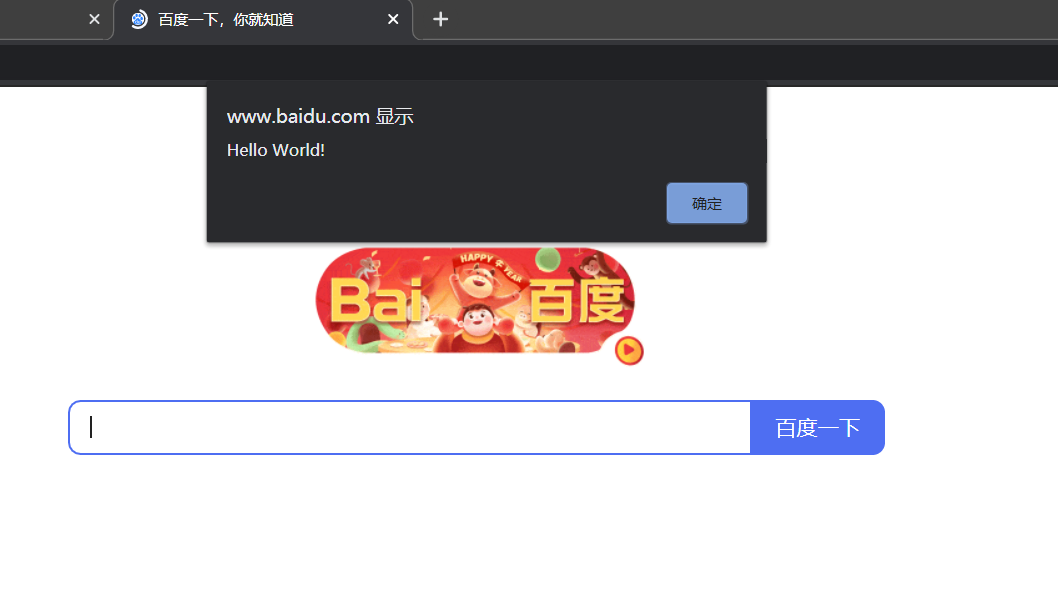 百度一下，你就知道
www.baidu.com 显示
Hello World!
确定
HAPPY 牛 YEAR
Bai 百度
百度一下